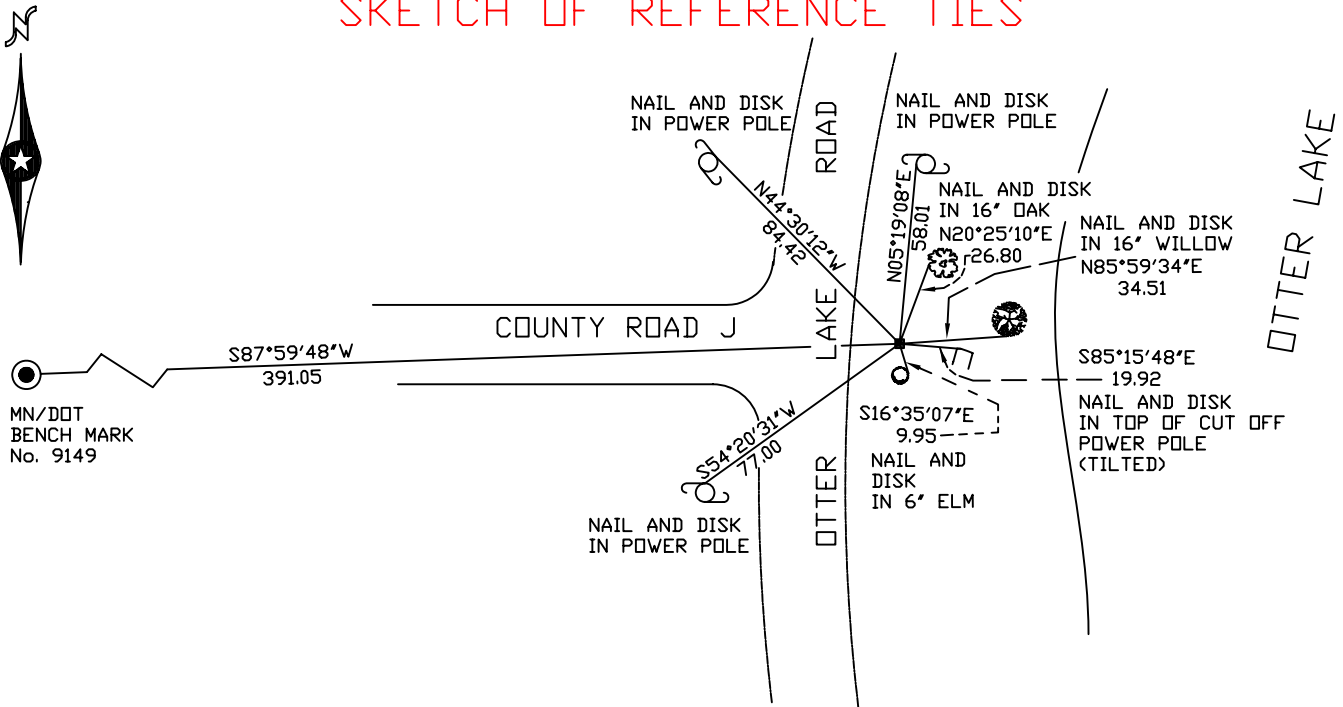 SKETCH OF REFERENCE TIES
N
NAIL AND DISK
IN POWER POLE
NAIL AND DISK
IN POWER POLE
N44°30'12"W
84.42
N05°19'08"E
58.01
NAIL AND DISK
IN 16" OAK
N20°25'10"E
26.80
NAIL AND DISK
IN 16" WILLOW
N85°59'34"E
34.51
OTTER LAKE
OTTER LAKE ROAD
COUNTY ROAD J
S87°59'48"W
391.05
MN/DOT
BENCH MARK
No. 9149
S85°15'48"E
19.92
NAIL AND DISK
IN TOP OF CUT OFF
POWER POLE
(TILTED)
S16°35'07"E
9.95
NAIL AND
DISK
IN 6" ELM
S54°20'31"W
77.00
NAIL AND DISK
IN POWER POLE